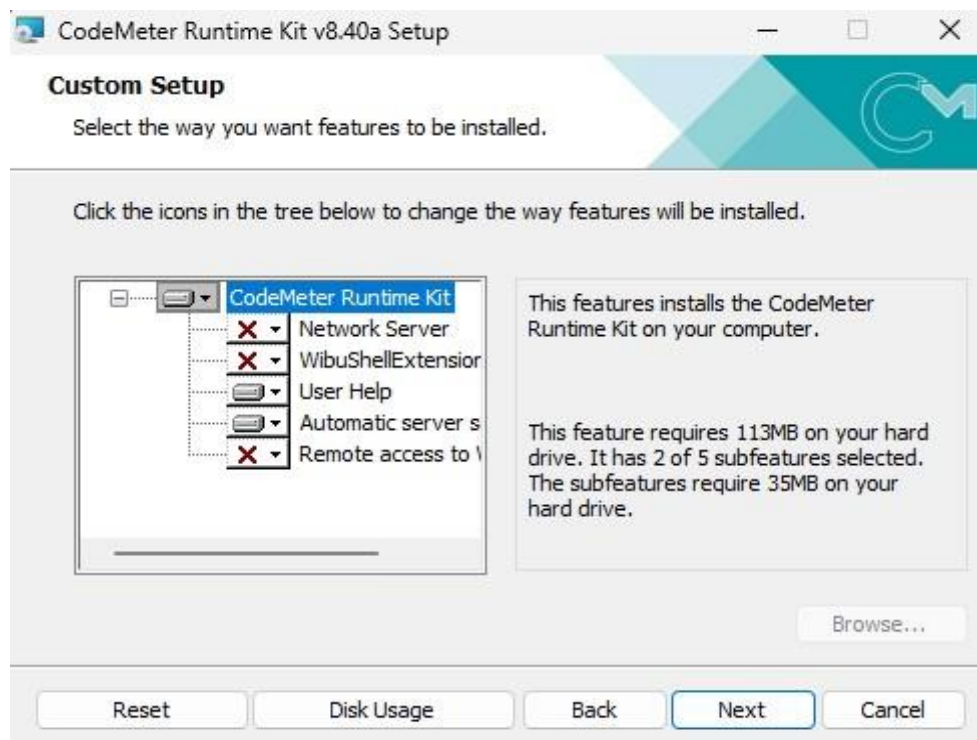 CodeMeter Runtime Kit v8.40a Setup
Custom Setup
Select the way you want features to be installed.
Click the icons in the tree below to change the way features will be installed.
CodeMeter Runtime Kit
Network Server
WibuShellExtension
User Help
Automatic server s
Remote access to
This features installs the CodeMeter
Runtime Kit on your computer.
This feature requires 113MB on your hard
drive. It has 2 of 5 subfeatures selected.
The subfeatures require 35MB on your
hard drive.
Browse...
Reset
Disk Usage
Back
Next
Cancel